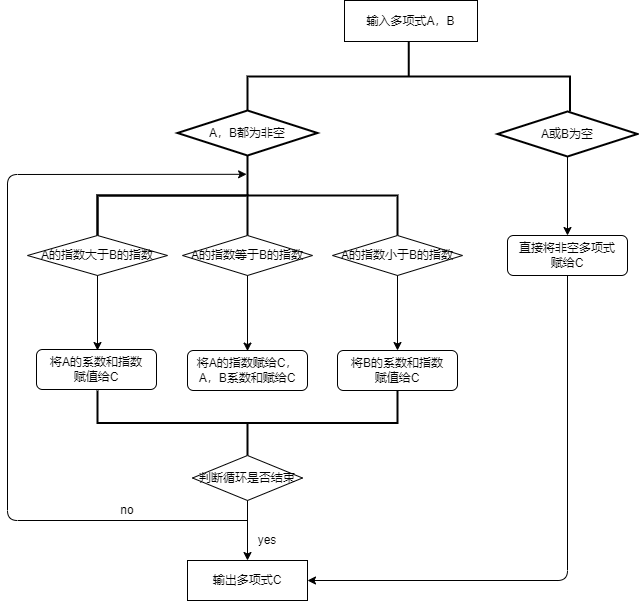 输入多项式A，B
A，B都为非空
A或B为空
A的指数大于B的指数
A的指数等于B的指数
A的指数小于B的指数
直接将非空多项式
赋给C
将A的系数和指数
赋值给C
将A的指数赋给C，
A，B系数和赋给C
将B的系数和指数
赋值给C
判断循环是否结束
no
yes
输出多项式C